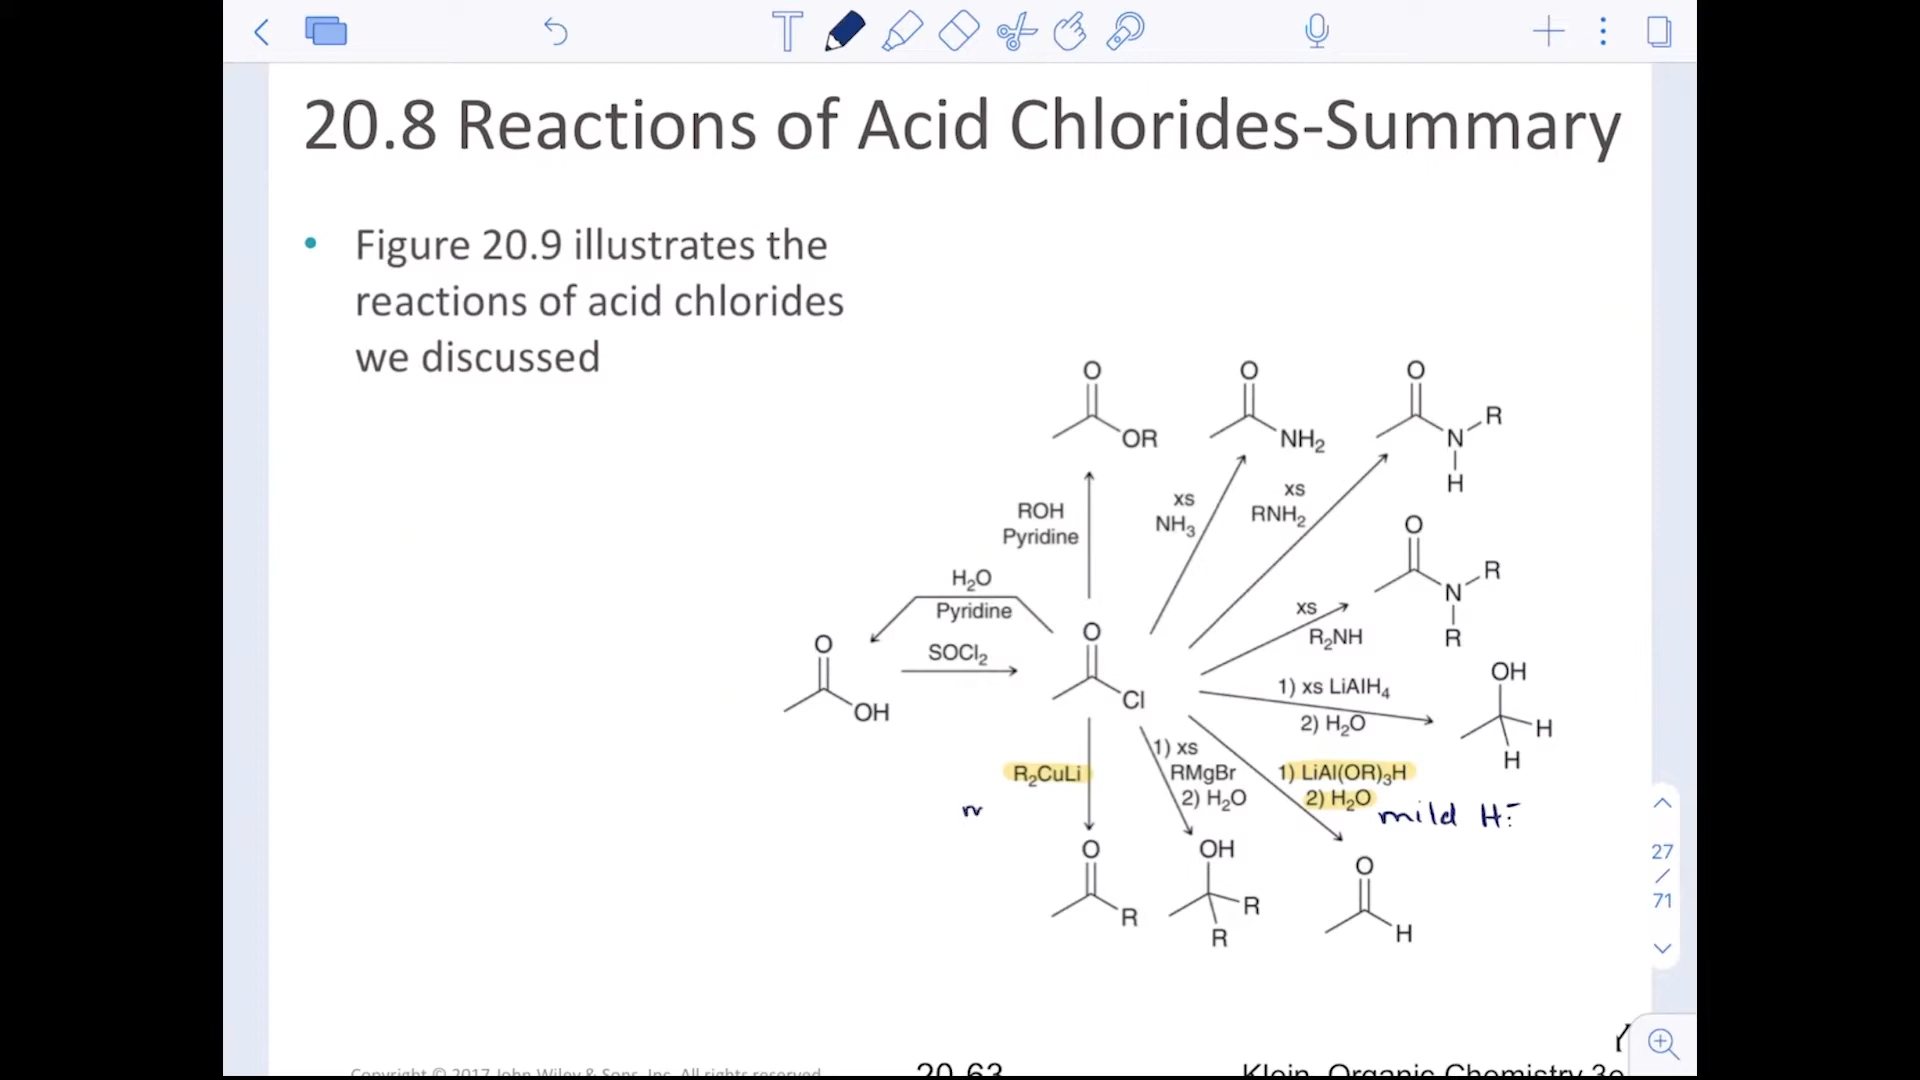 20.8 Reactions of Acid Chlorides-Summary
• Figure 20.9 illustrates the
reactions of acid chlorides
we discussed
O
OR
O
NH₂
O
N
R
H
ROH
Pyridine
xs
NH₃
xs
RNH₂
O
N
R
R
H₂O
Pyridine
xs
R₂NH
O
OH
SOCl₂
O
Cl
1) xs LiAlH₄
2) H₂O
OH
H
H
R₂CuLi
1) xs
RMgBr
2) H₂O
1) LiAl(OR)₃H
2) H₂O
mild H:⁻
O
R
OH
R
R
O
H
27
/
71
Copyright © 2017 John Wiley & Sons, Inc. All rights reserved
20-63
Klein, Organic Chemistry 3e